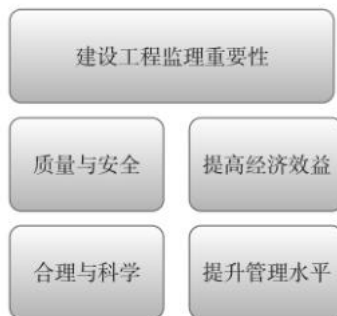 建设工程监理重要性
质量与安全
提高经济效益
合理与科学
提升管理水平